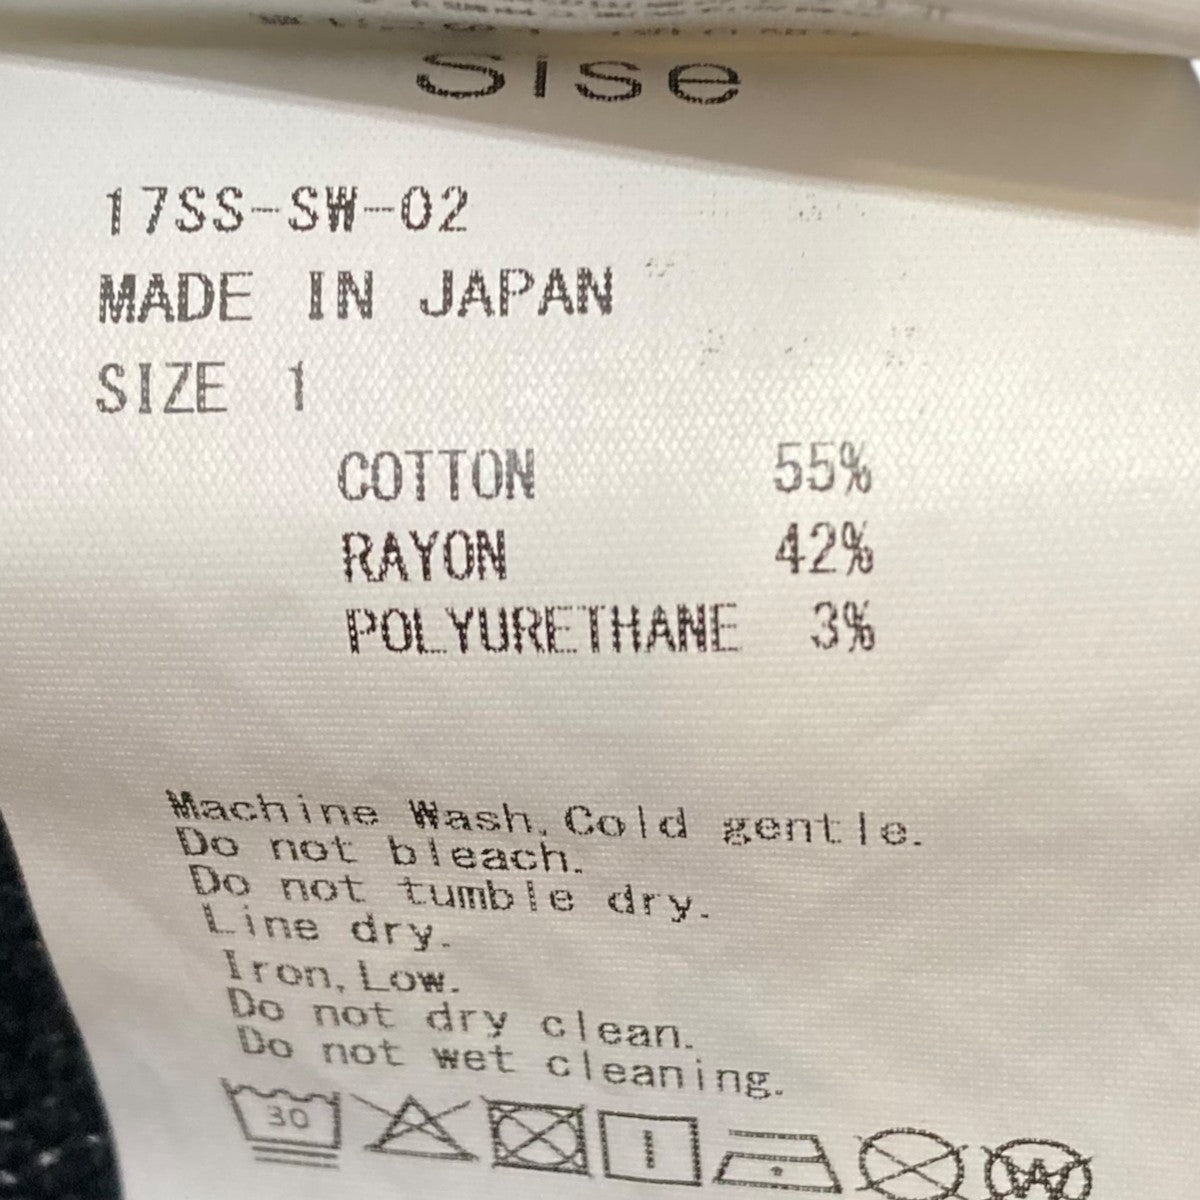 Sise
17SS-SW-02
MADE IN JAPAN
SIZE 1
COTTON 55%
RAYON 42%
POLYURETHANE 3%
Machine Wash.Cold gentle.
Do not bleach.
Do not tumble dry.
Line dry.
Iron,Low.
Do not dry clean.
Do not wet cleaning.
30
W